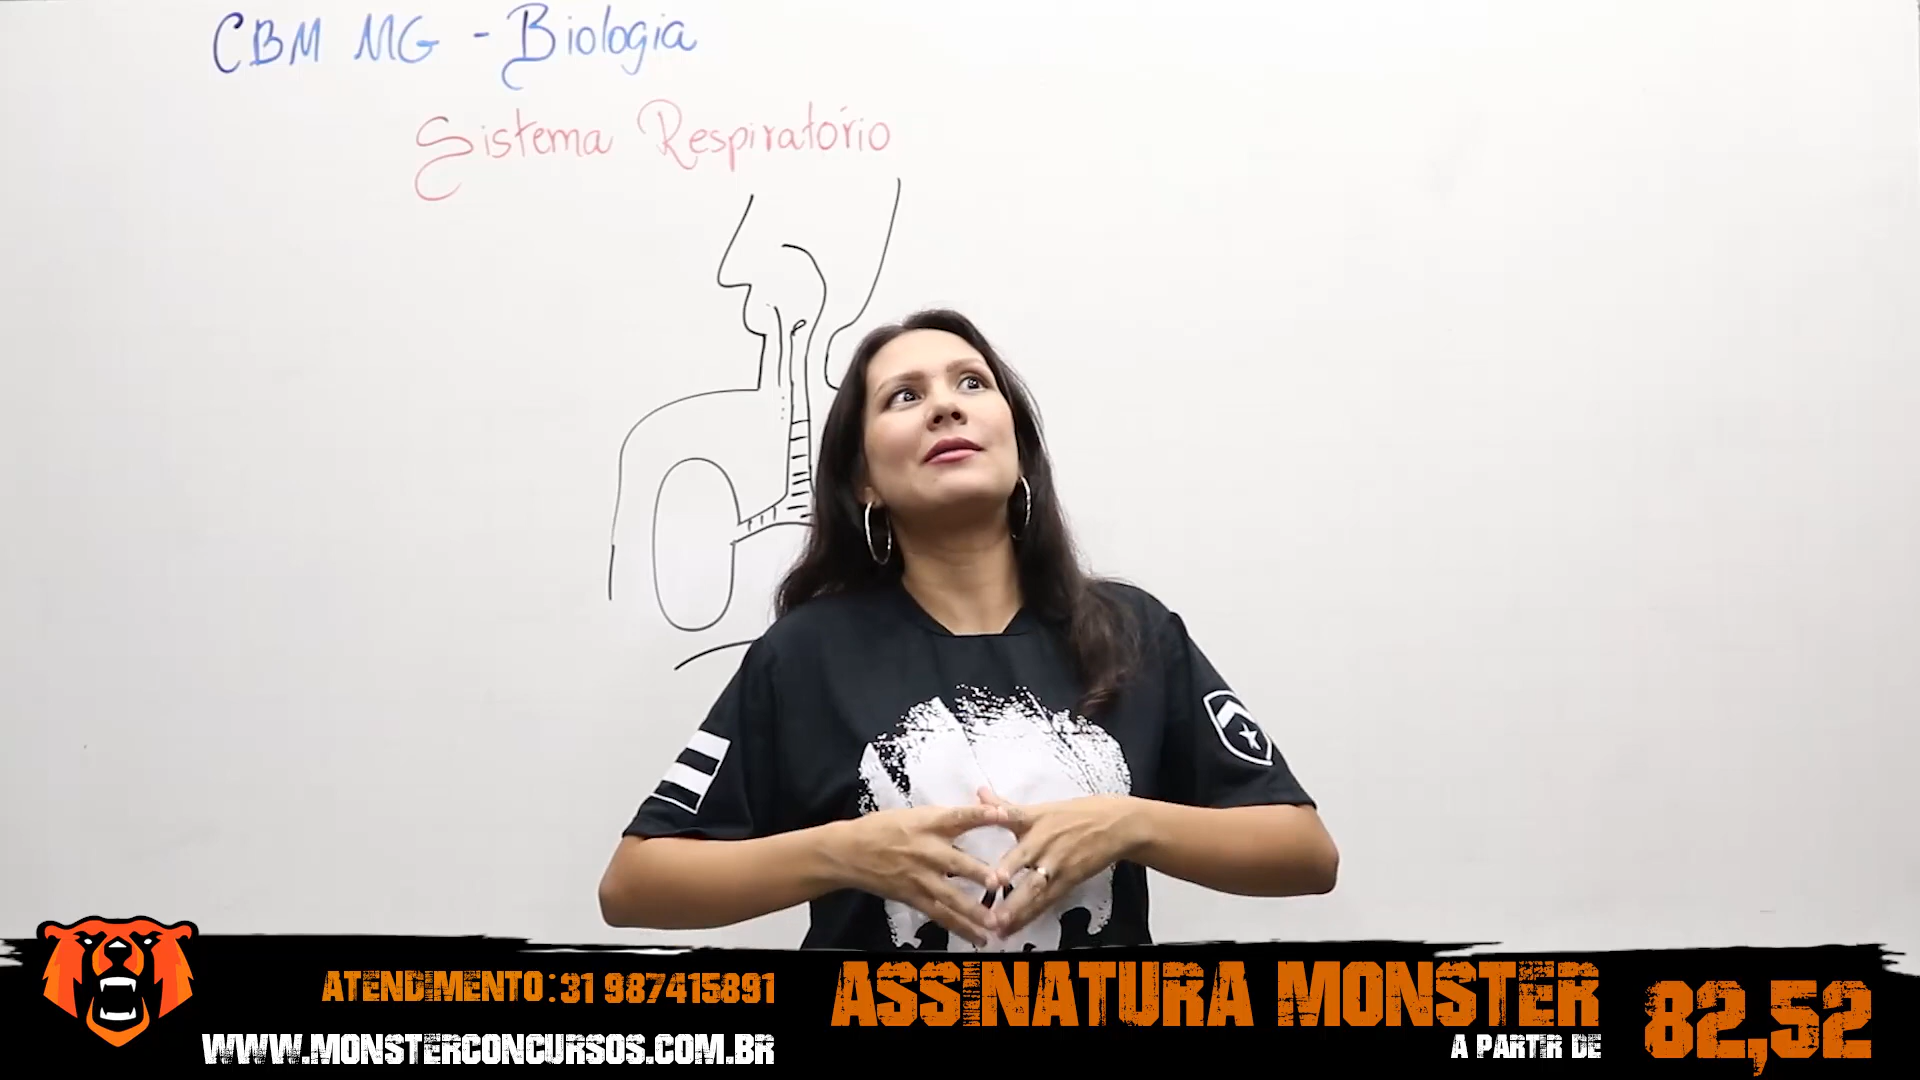 CBM MG - Biologia
Sistema Respiratório
ATENDIMENTO: 31 987415891
WWW.MONSTERCONCURSOS.COM.BR
ASSINATURA MONSTER
A PARTIR DE
82,52